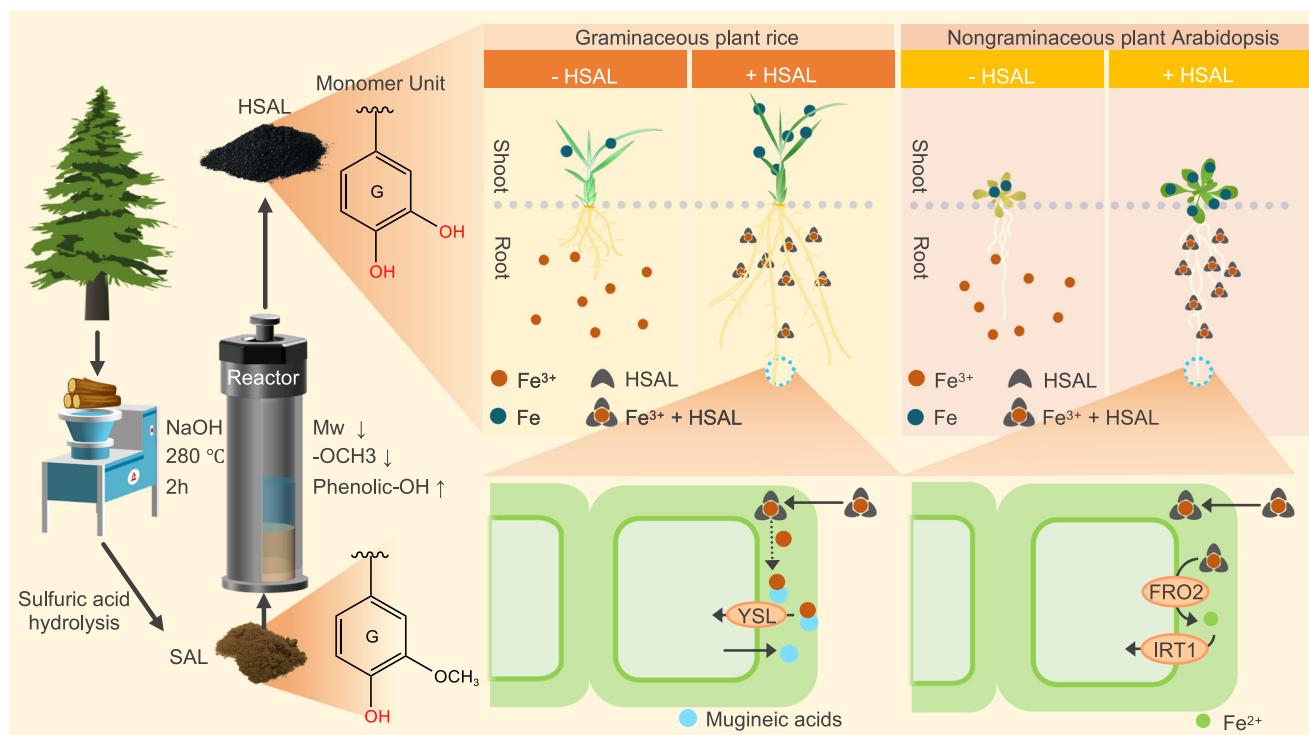 Graminaceous plant rice
Nongraminaceous plant Arabidopsis
- HSAL
+ HSAL
- HSAL
+ HSAL
Monomer Unit
HSAL
G
OH
OH
Shoot
Root
Shoot
Root
Fe³⁺
HSAL
Fe
Fe³⁺ + HSAL
Fe³⁺
HSAL
Fe
Fe³⁺ + HSAL
Reactor
NaOH
280 ℃
2h
Mw ↓
-OCH3 ↓
Phenolic-OH ↑
Sulfuric acid
hydrolysis
SAL
G
OCH₃
OH
YSL
Mugineic acids
FRO2
IRT1
Fe²⁺